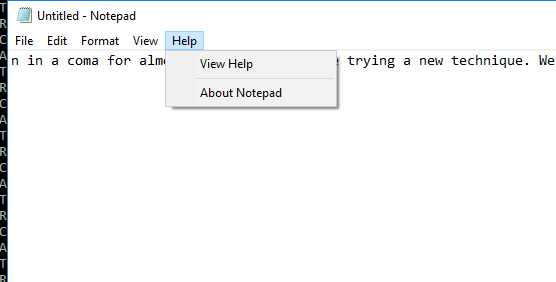 Untitled - Notepad
File Edit Format View Help
n in a coma for alm trying a new technique. We
View Help
About Notepad
T
R
C
A
T
R
C
A
T
R
C
A
T
R
C
A
T
R